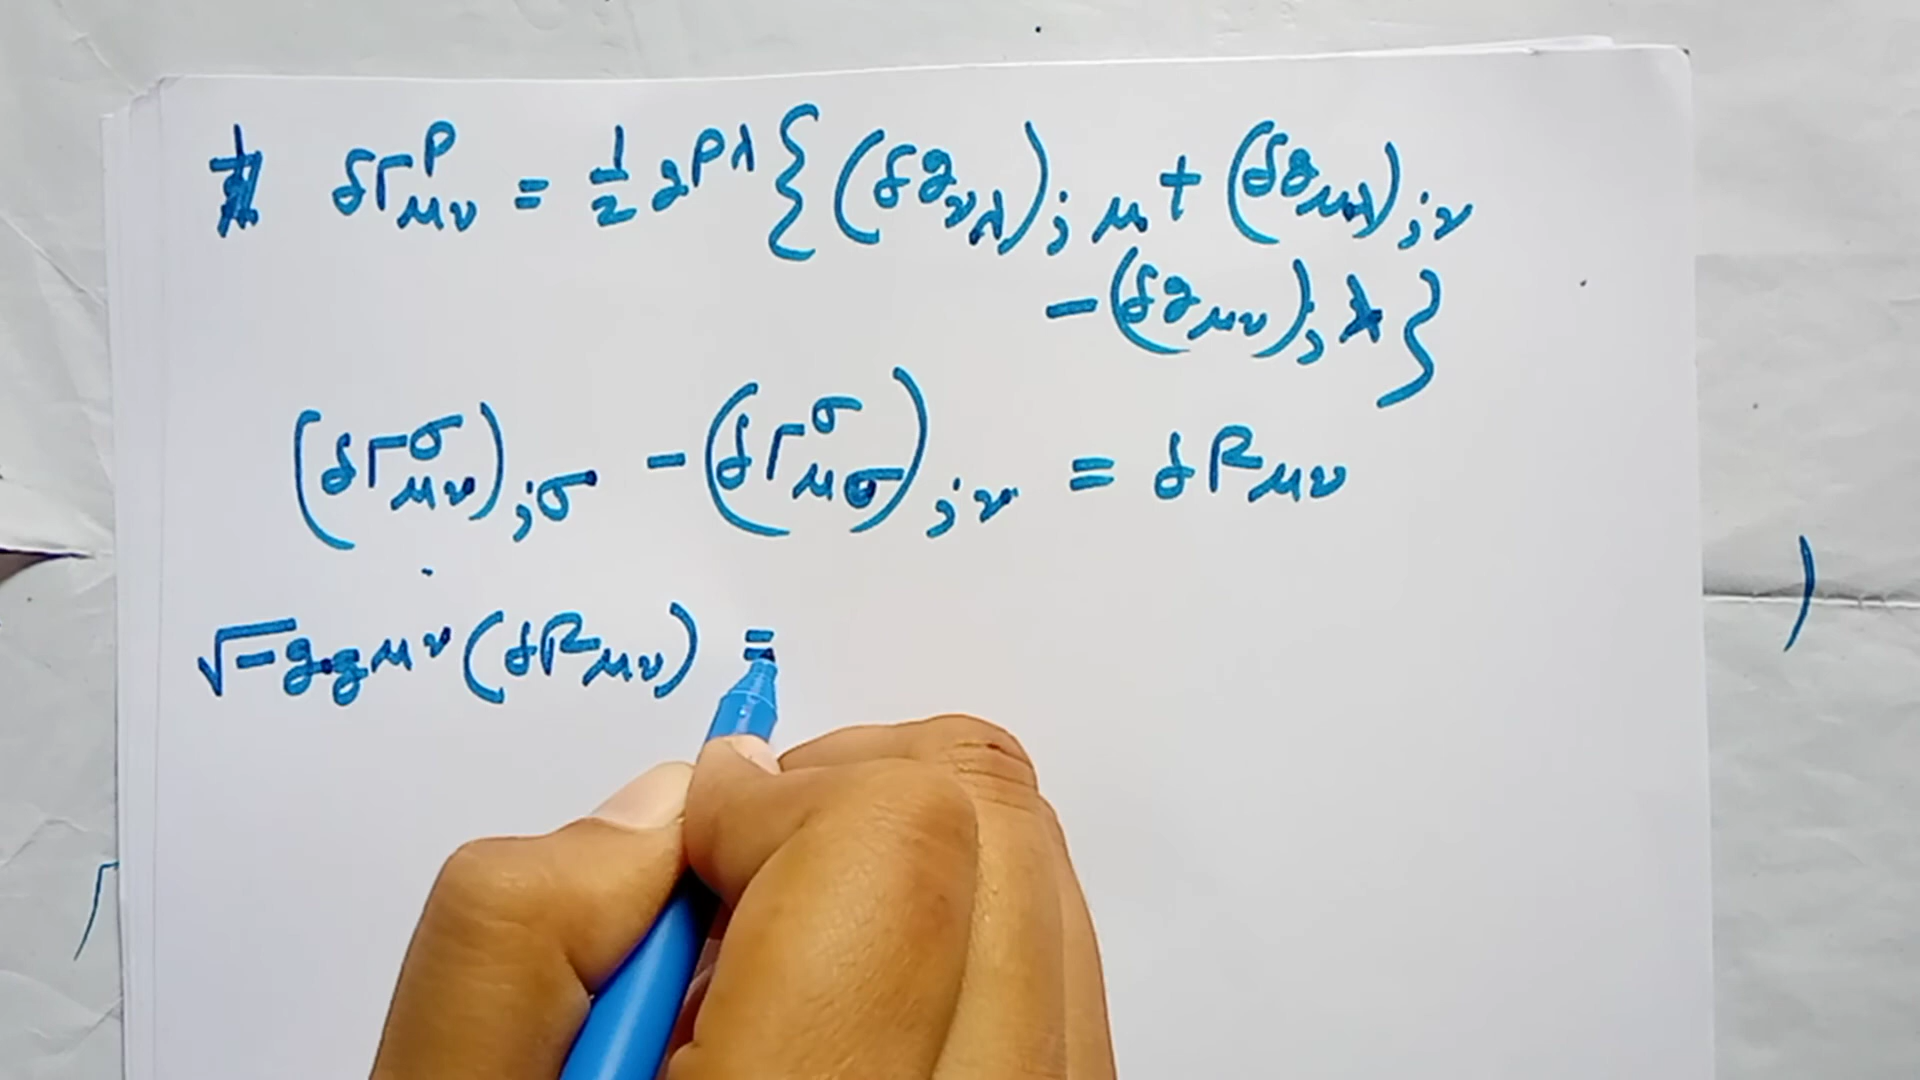 # δΓ^ρ_μν = 1/2 g^ρλ { (δg_νλ);μ + (δg_μλ);ν
- (δg_μν);λ }
(δΓ^σ_μν);σ - (δΓ^σ_μσ);ν = δR_μν
√-g g^μν (δR_μν) =